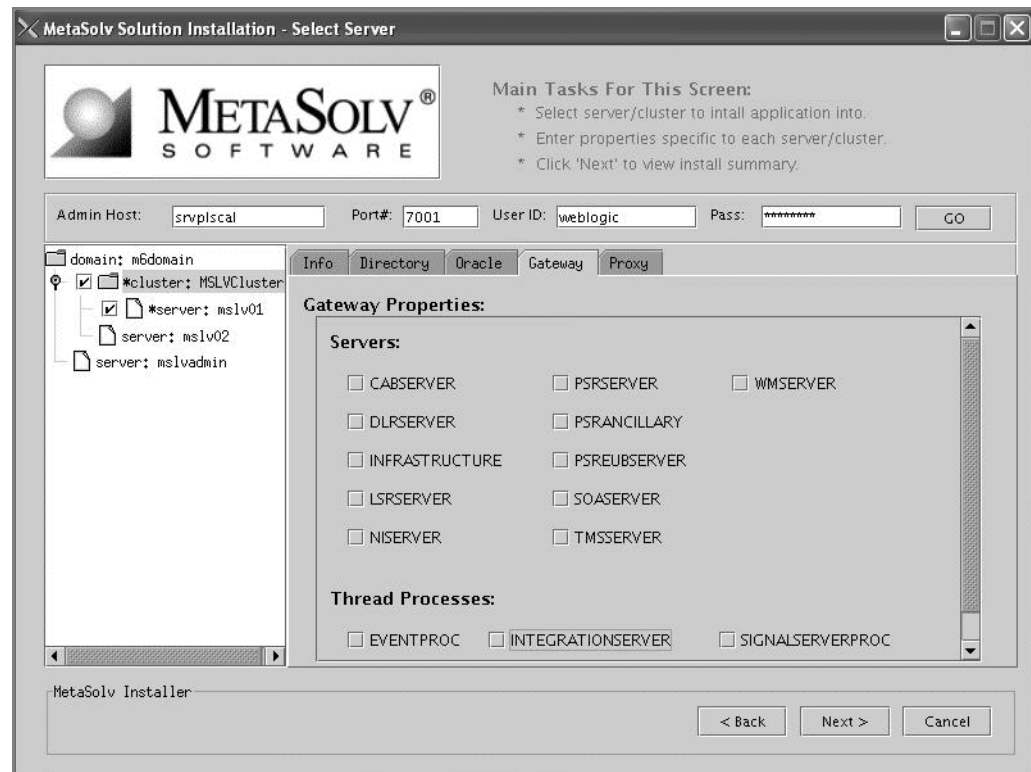 MetaSolv Solution Installation - Select Server
METASOLV®
SOFTWARE
Main Tasks For This Screen:
* Select server/cluster to intall application into.
* Enter properties specific to each server/cluster.
* Click 'Next' to view install summary.
Admin Host: srvplscal Port#: 7001 User ID: weblogic Pass: ******** GO
domain: m6domain
*cluster: MSLVCluster
*server: mslv01
server: mslv02
server: mslvadmin
Info Directory Oracle Gateway Proxy
Gateway Properties:
Servers:
CABSERVER PSRSERVER WMSERVER
DLRSERVER PSRANCILLARY
INFRASTRUCTURE PSREUBSERVER
LSRSERVER SOASERVER
NISERVER TMSSERVER
Thread Processes:
EVENTPROC INTEGRATIONSERVER SIGNALSERVERPROC
MetaSolv Installer
< Back Next > Cancel